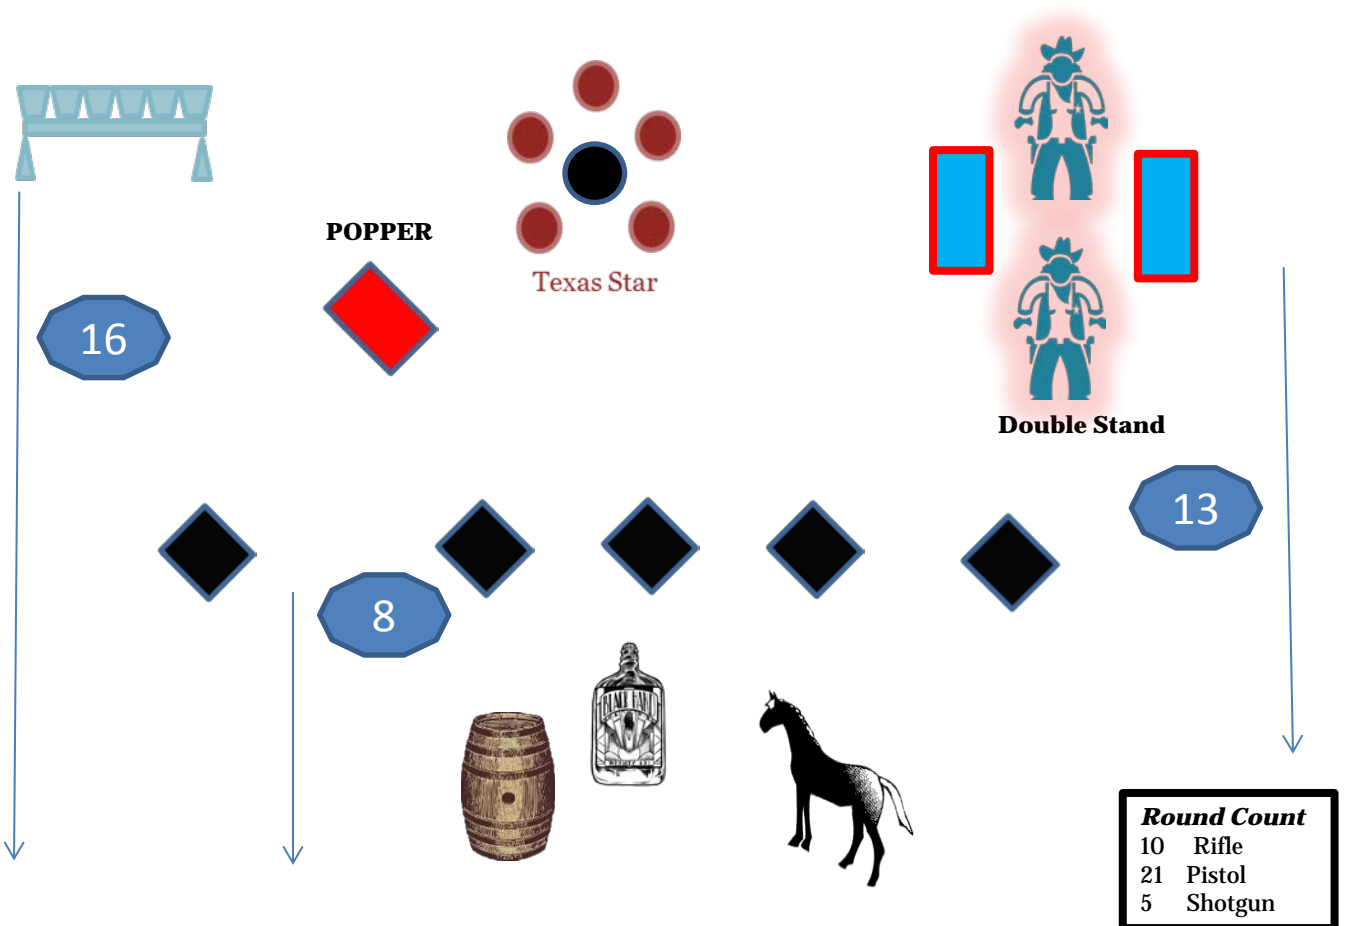 POPPER
Texas Star
16
Double Stand
13
8
Round Count
10 Rifle
21 Pistol
5 Shotgun